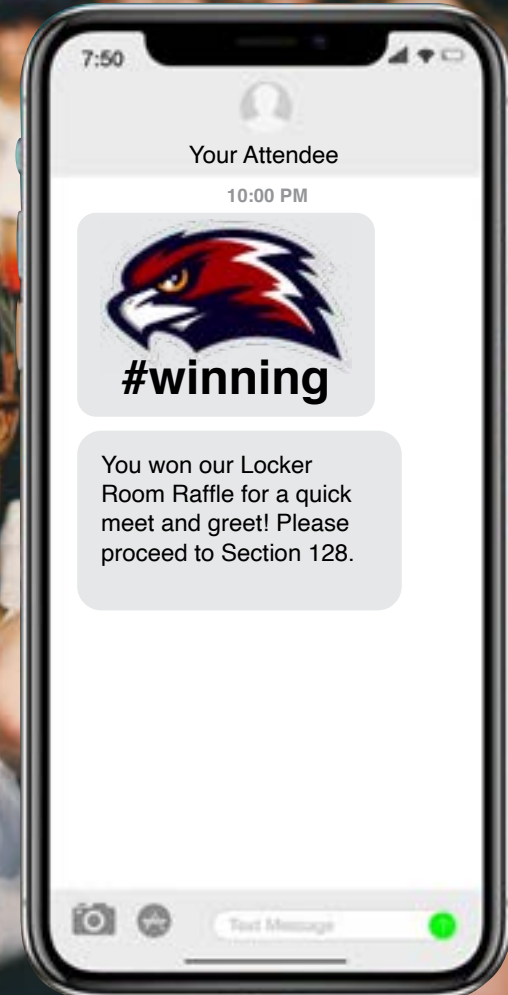 7:50
Your Attendee
10:00 PM
#winning
You won our Locker
Room Raffle for a quick
meet and greet! Please
proceed to Section 128.
Text Message